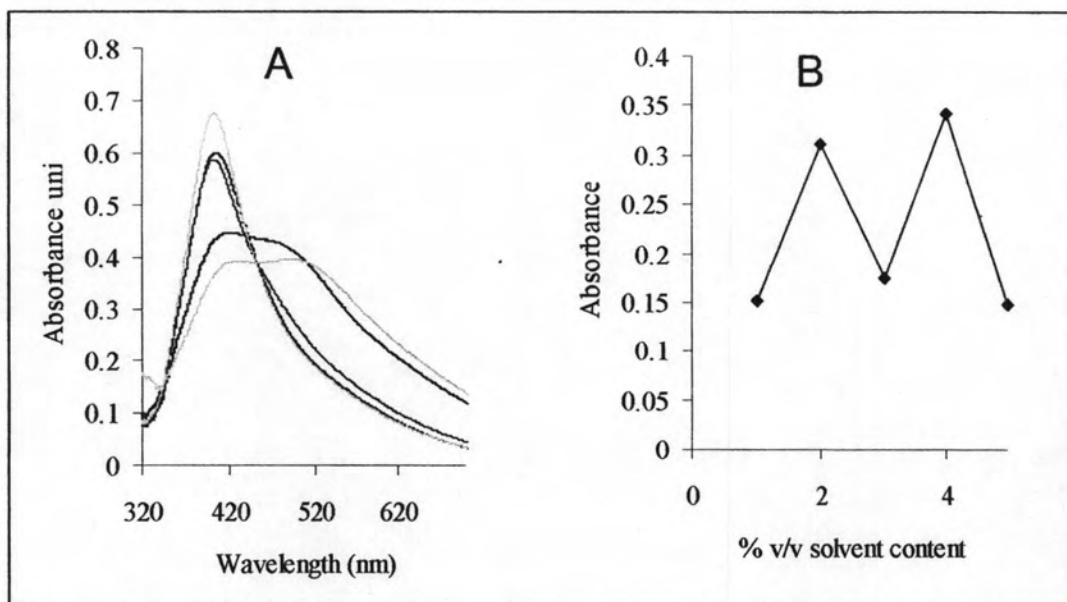 A
0.8
0.7
0.6
0.5
0.4
0.3
0.2
0.1
0
320 420 520 620
Absorbance uni
Wavelength (nm)
B
0.4
0.35
0.3
0.25
0.2
0.15
0.1
0.05
0
0 2 4
Absorbance
% v/v solvent content